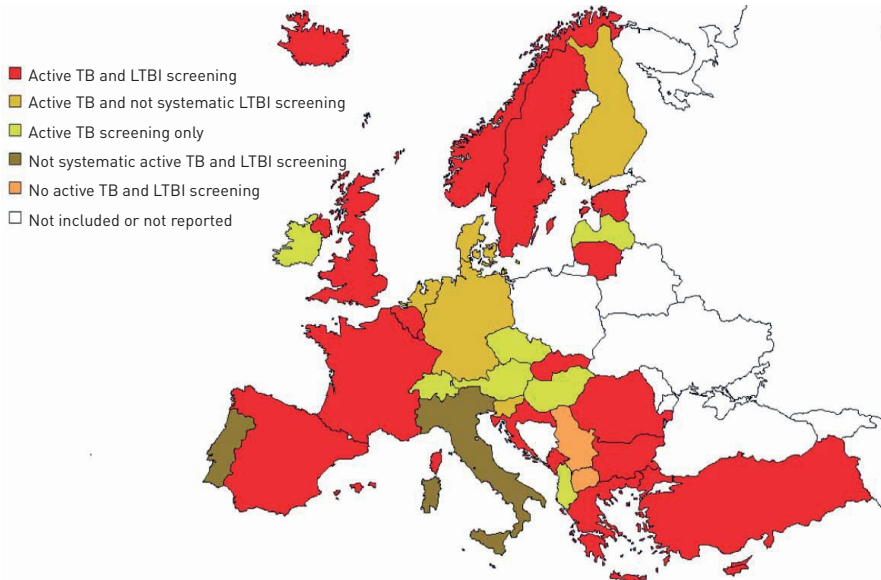 Active TB and LTBI screening
Active TB and not systematic LTBI screening
Active TB screening only
Not systematic active TB and LTBI screening
No active TB and LTBI screening
Not included or not reported